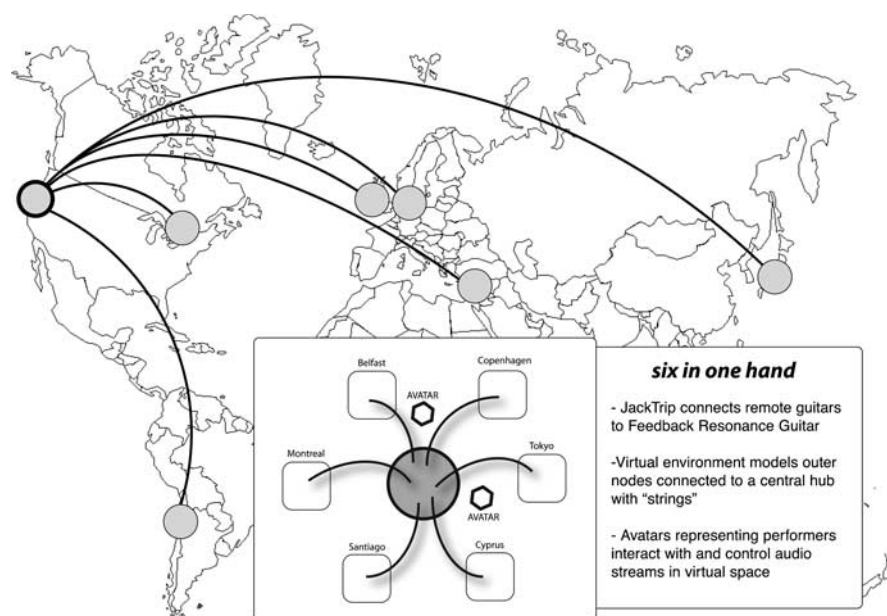 Belfast
Copenhagen
AVATAR
Montreal
Tokyo
AVATAR
Santiago
Cyprus
six in one hand
- JackTrip connects remote guitars
to Feedback Resonance Guitar
-Virtual environment models outer
nodes connected to a central hub
with “strings”
- Avatars representing performers
interact with and control audio
streams in virtual space